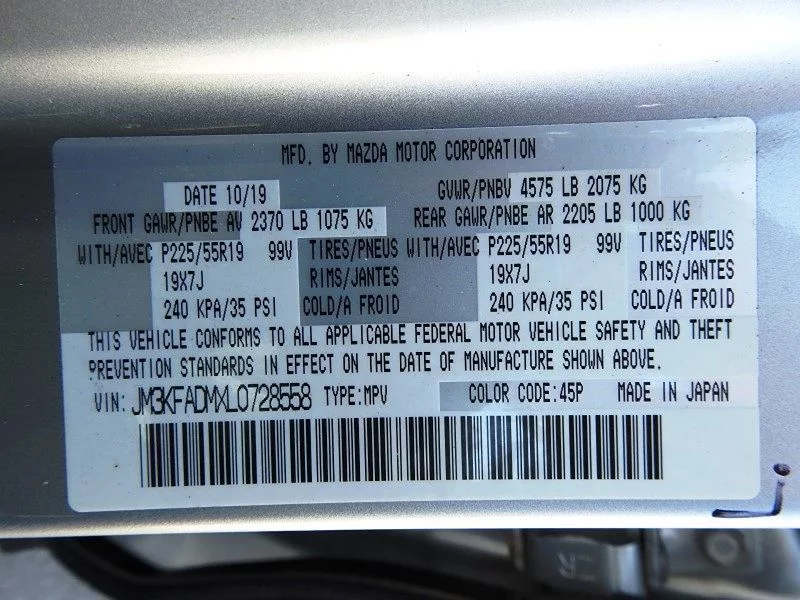 MFD. BY MAZDA MOTOR CORPORATION
DATE 10/19 GVWR/PNBV 4575 LB 2075 KG
FRONT GAWR/PNBE AV 2370 LB 1075 KG REAR GAWR/PNBE AR 2205 LB 1000 KG
WITH/AVEC P225/55R19 99V TIRES/PNEUS WITH/AVEC P225/55R19 99V TIRES/PNEUS
19X7J RIMS/JANTES 19X7J RIMS/JANTES
240 KPA/35 PSI COLD/A FROID 240 KPA/35 PSI COLD/A FROID
THIS VEHICLE CONFORMS TO ALL APPLICABLE FEDERAL MOTOR VEHICLE SAFETY AND THEFT
PREVENTION STANDARDS IN EFFECT ON THE DATE OF MANUFACTURE SHOWN ABOVE.
VIN: JM3KFADMXL0728558 TYPE:MPV COLOR CODE:45P MADE IN JAPAN